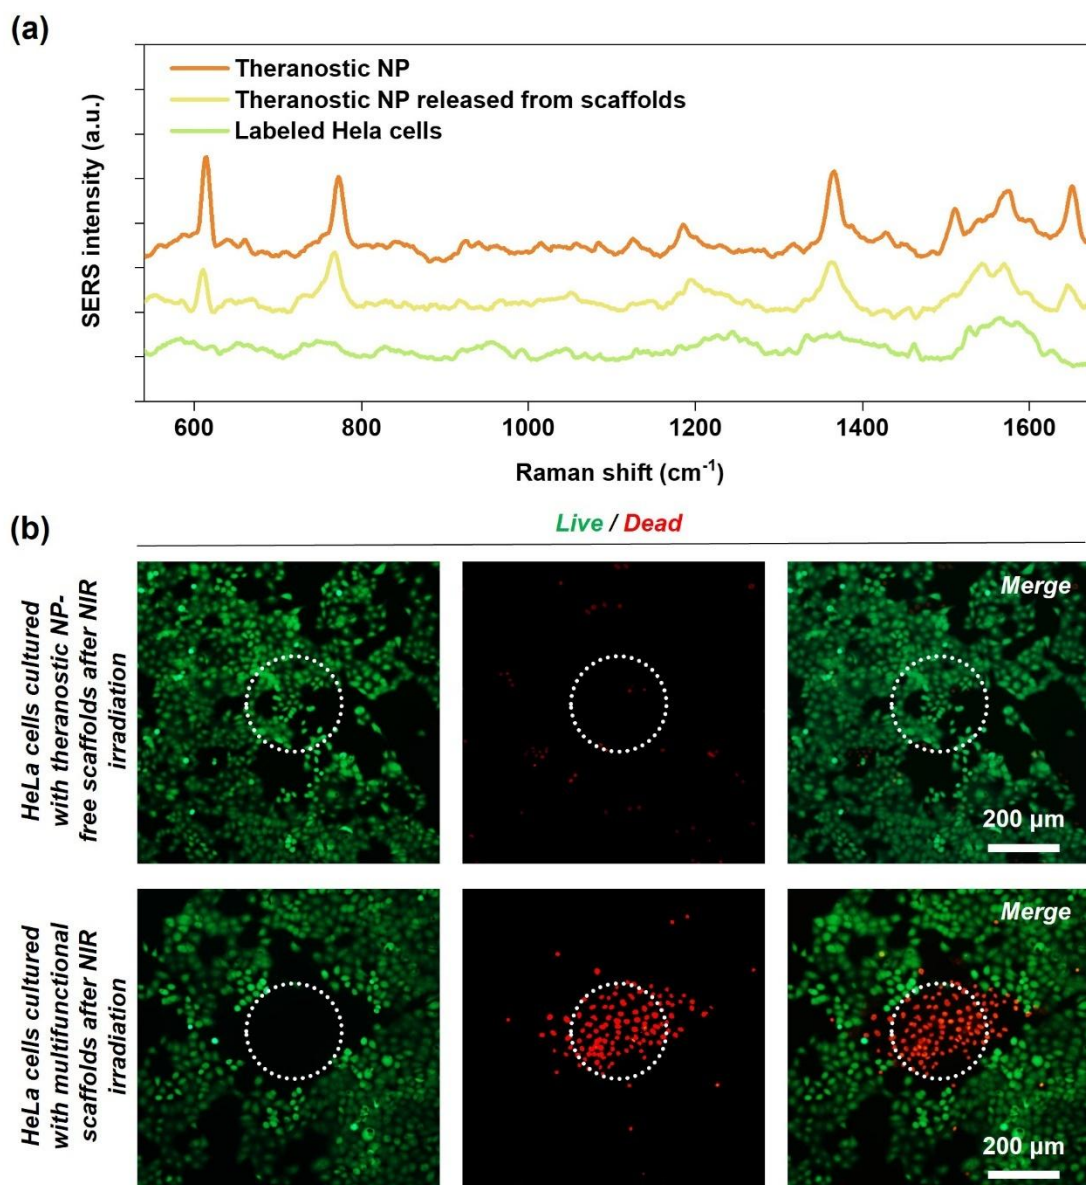 (a)
SERS intensity (a.u.)
Theranostic NP
Theranostic NP released from scaffolds
Labeled Hela cells
600 800 1000 1200 1400 1600
Raman shift (cm⁻¹)
(b)
Live / Dead
HeLa cells cultured
with theranostic NP-
free scaffolds after NIR
irradiation
Merge
200 µm
HeLa cells cultured
with multifunctional
scaffolds after NIR
irradiation
Merge
200 µm